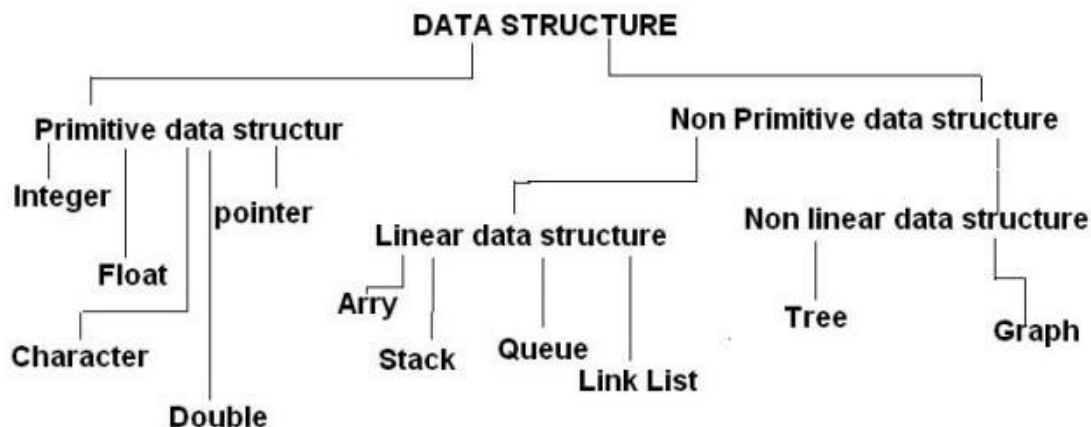 DATA STRUCTURE
Primitive data structur
Non Primitive data structure
Integer
pointer
Float
Character
Double
Linear data structure
Non linear data structure
Arry
Stack
Queue
Link List
Tree
Graph